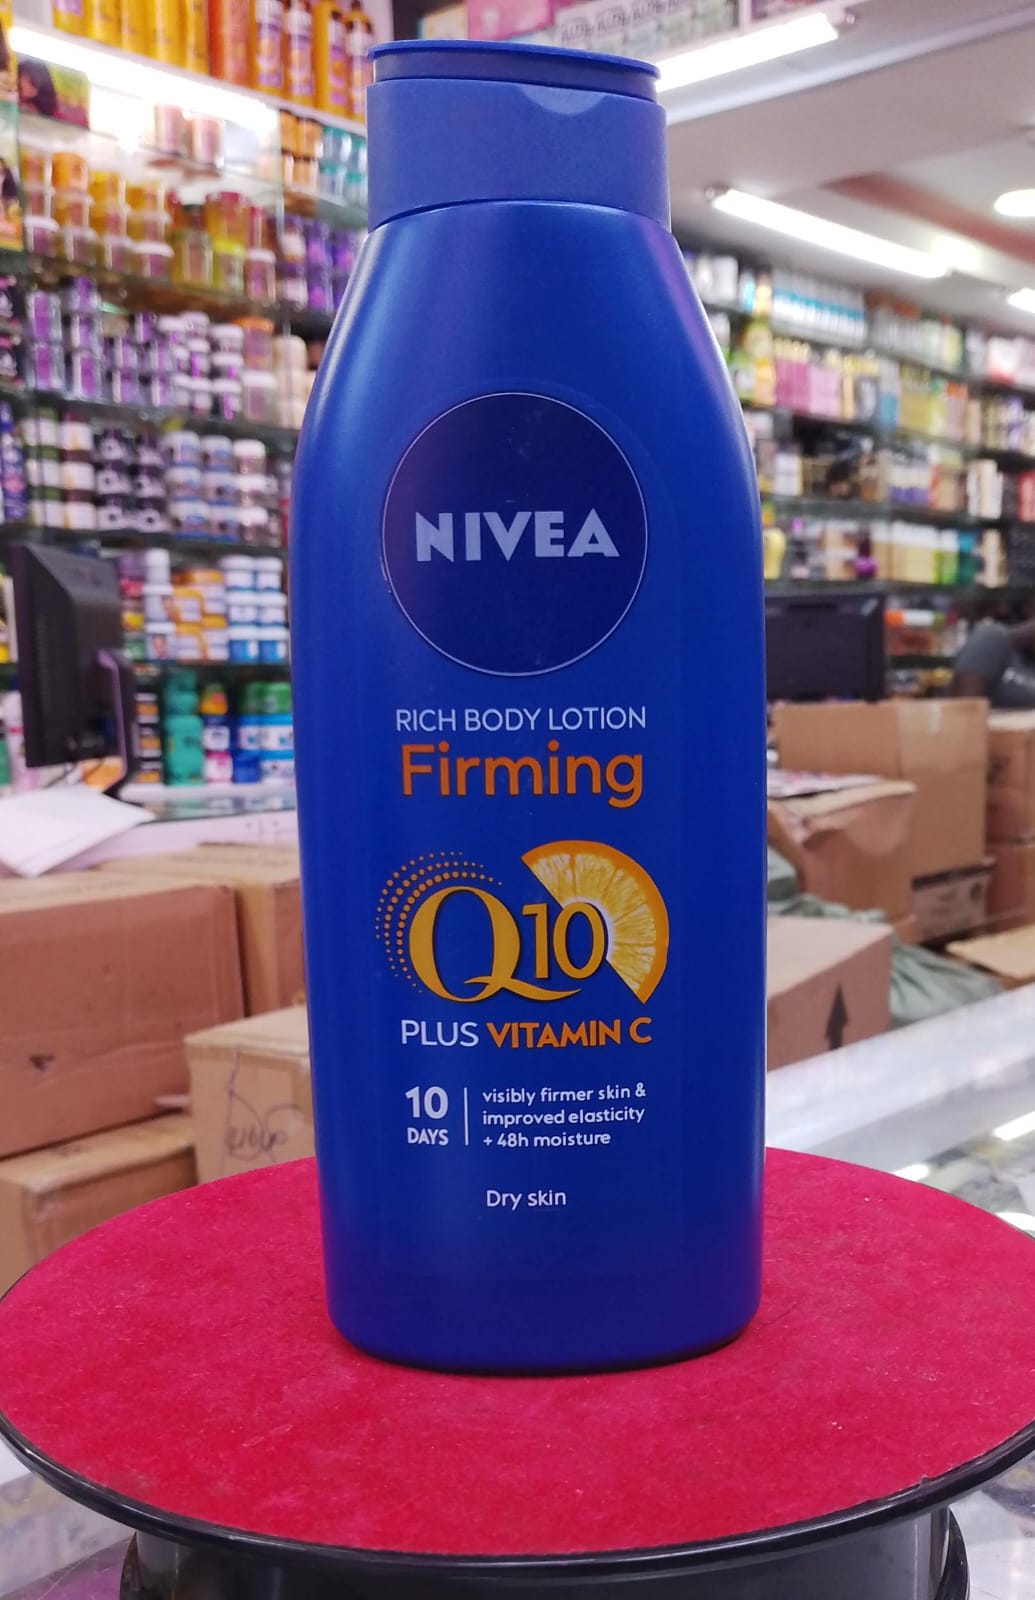 NIVEA
RICH BODY LOTION
Firming
Q10
PLUS VITAMIN C
10
DAYS
visibly firmer skin &
improved elasticity
+ 48h moisture
Dry skin